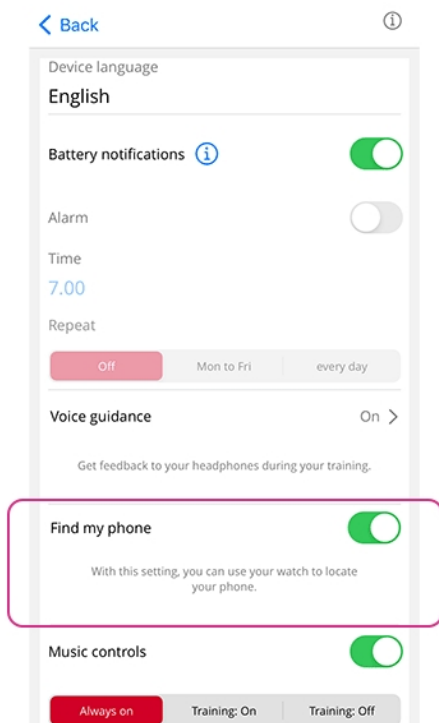 Back
Device language
English
Battery notifications
Alarm
Time
7.00
Repeat
Off Mon to Fri every day
Voice guidance On
Get feedback to your headphones during your training.
Find my phone
With this setting, you can use your watch to locate
your phone.
Music controls
Always on Training: On Training: Off